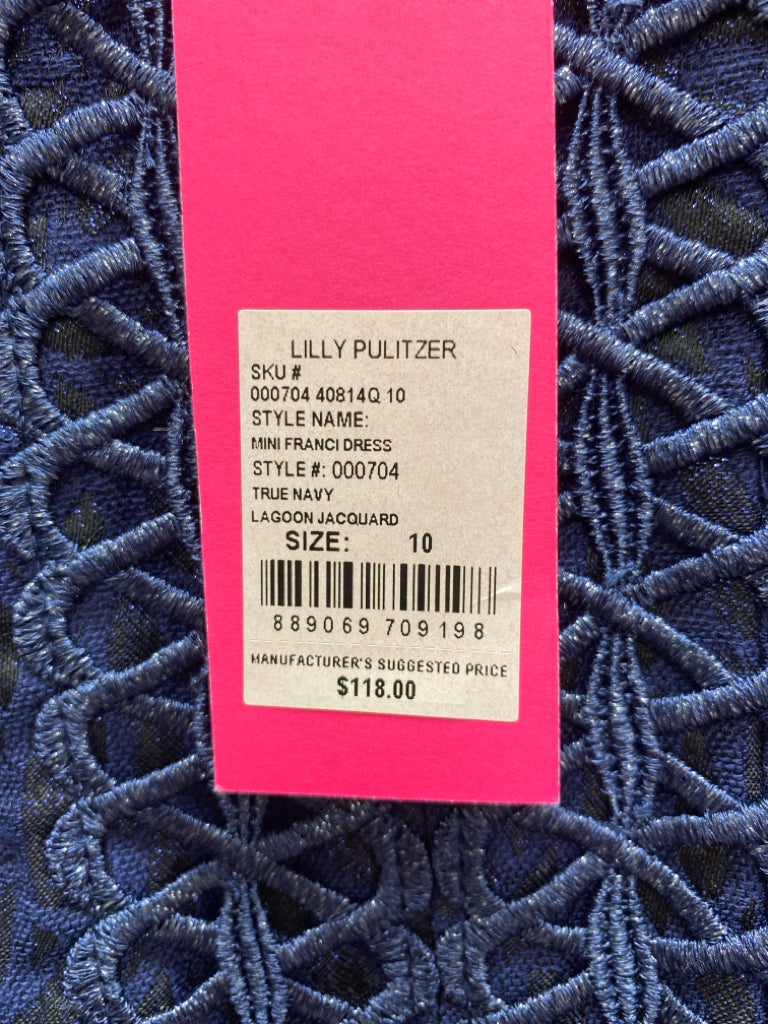 LILLY PULITZER
SKU #
000704 40814Q 10
STYLE NAME:
MINI FRANCI DRESS
STYLE #: 000704
TRUE NAVY
LAGOON JACQUARD
SIZE: 10
889069 709198
MANUFACTURER'S SUGGESTED PRICE
$118.00